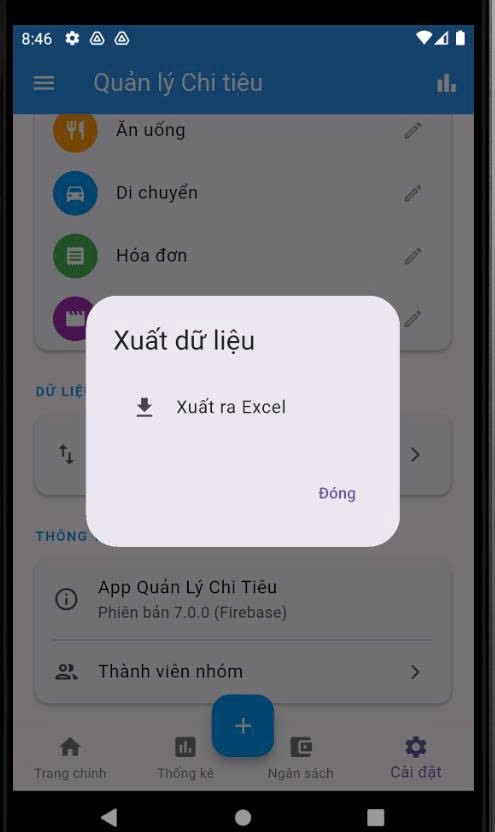 8:46
Quản lý Chi tiêu
Ăn uống
Di chuyển
Hóa đơn
Xuất dữ liệu
DỮ LIỆ
Xuất ra Excel
Đóng
THÔNG
App Quản Lý Chi Tiêu
Phiên bản 7.0.0 (Firebase)
Thành viên nhóm
Trang chính
Thống kê
Ngân sách
Cài đặt